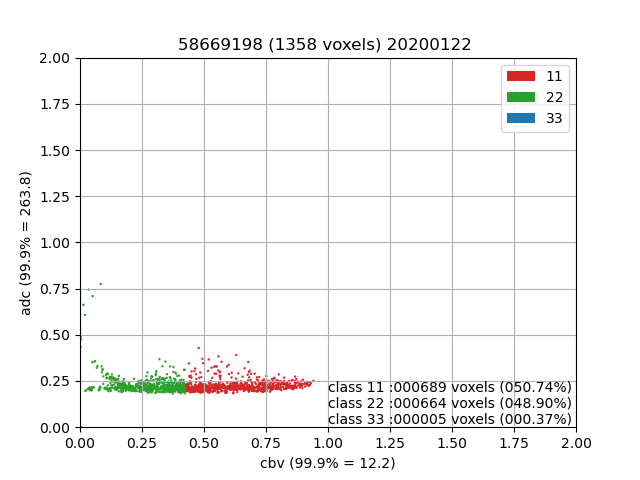 58669198 (1358 voxels) 20200122
2.00
1.75
1.50
1.25
1.00
0.75
0.50
0.25
0.00
adc (99.9% = 263.8)
11
22
33
class 11 :000689 voxels (050.74%)
class 22 :000664 voxels (048.90%)
class 33 :000005 voxels (000.37%)
0.00 0.25 0.50 0.75 1.00 1.25 1.50 1.75 2.00
cbv (99.9% = 12.2)